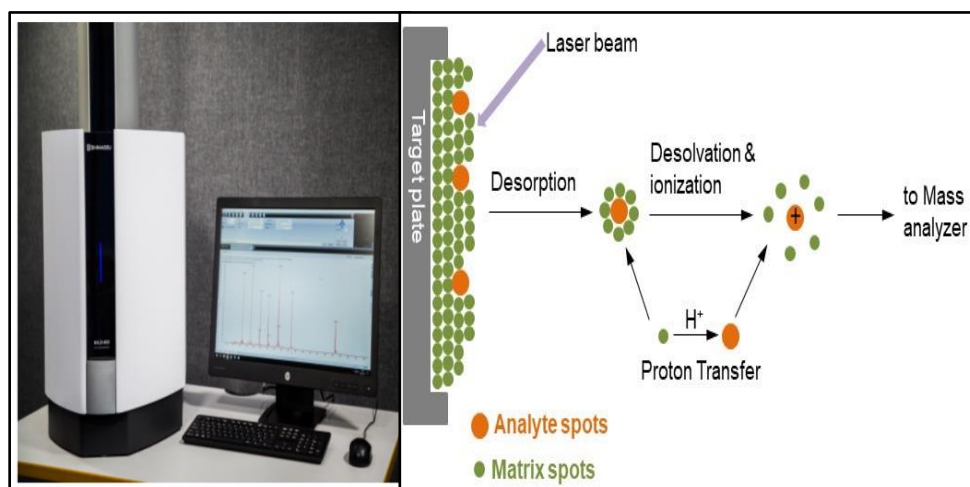 SHIMADZU
Target plate
Laser beam
Desorption
Desolvation &
ionization
to Mass
analyzer
H+
Proton Transfer
+
Analyte spots
Matrix spots